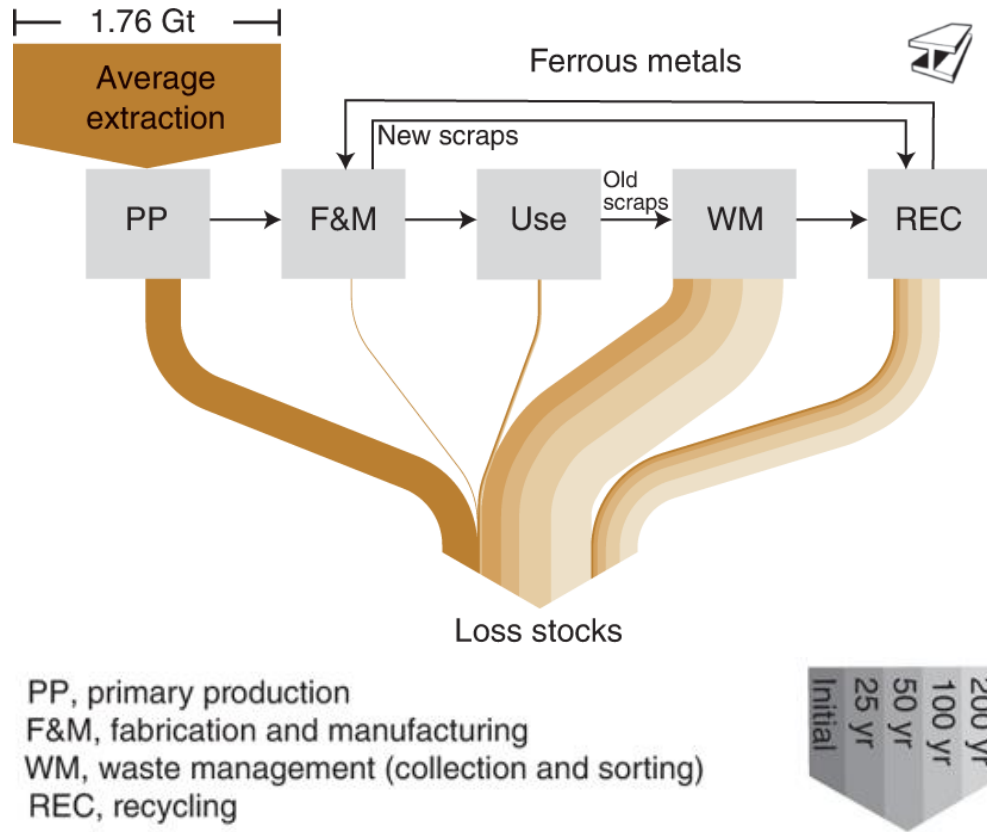 1.76 Gt
Average
extraction
Ferrous metals
New scraps
PP
F&M
Use
Old
scraps
WM
REC
Loss stocks
PP, primary production
F&M, fabrication and manufacturing
WM, waste management (collection and sorting)
REC, recycling
Initial
25 yr
50 yr
100 yr
200 yr